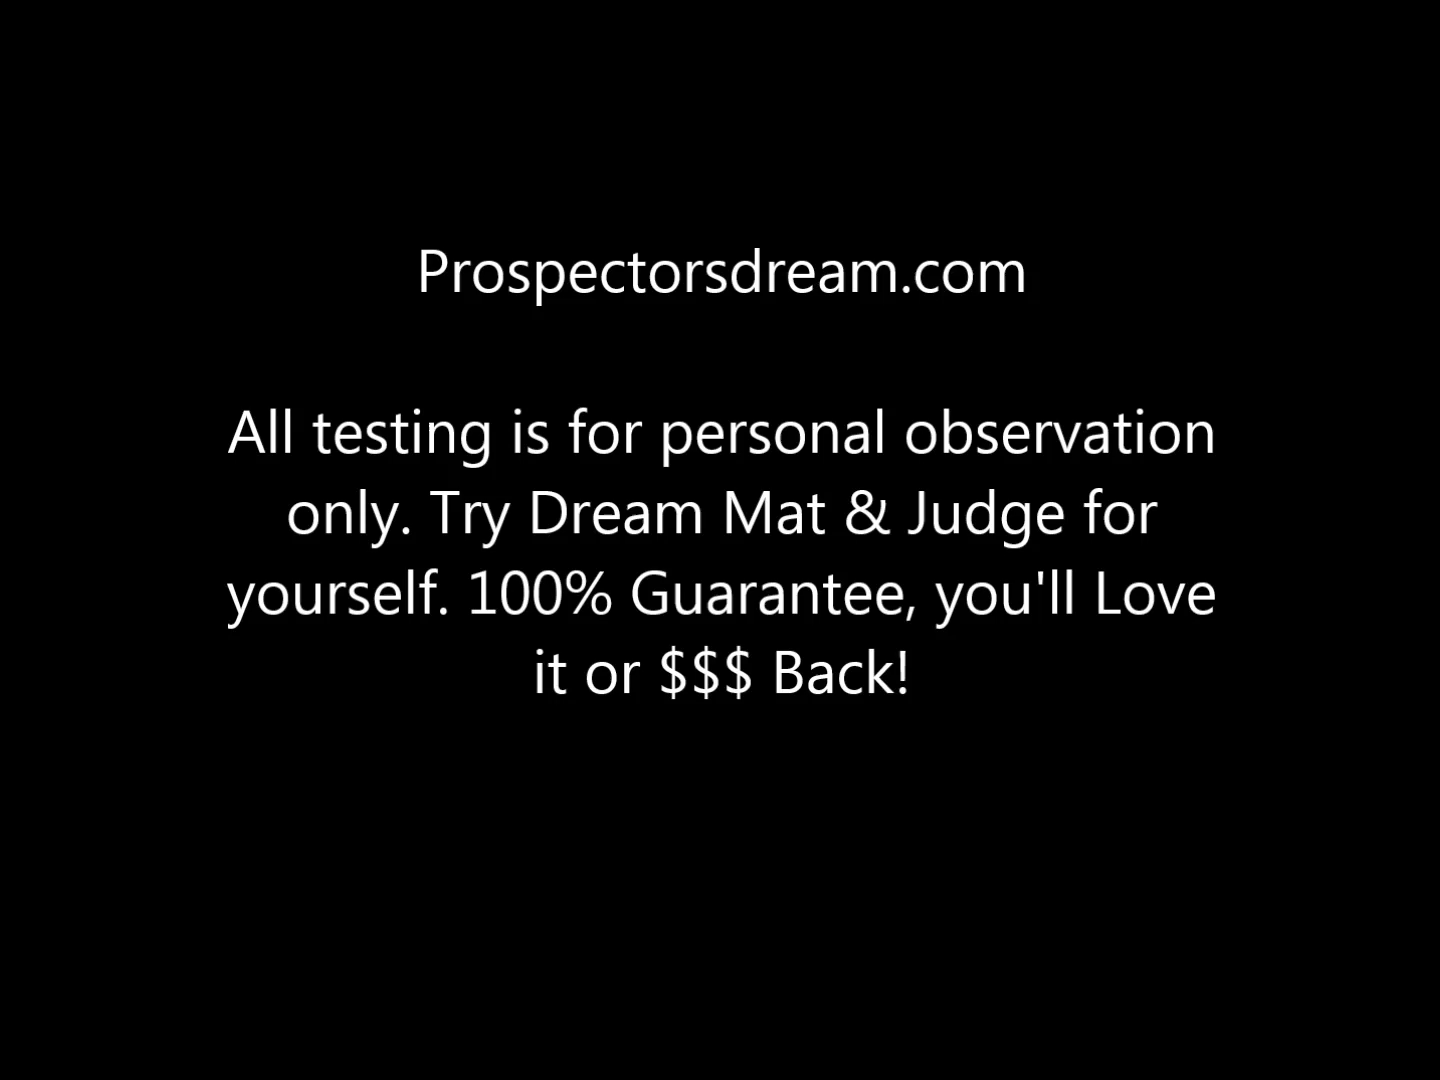 Prospectorsdream.com
All testing is for personal observation
only. Try Dream Mat & Judge for
yourself. 100% Guarantee, you'll Love
it or $$$ Back!